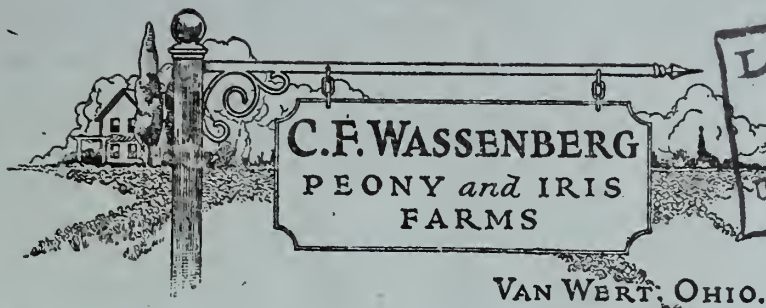 C.F. WASSENBERG
PEONY and IRIS
FARMS
VAN WERT, OHIO.